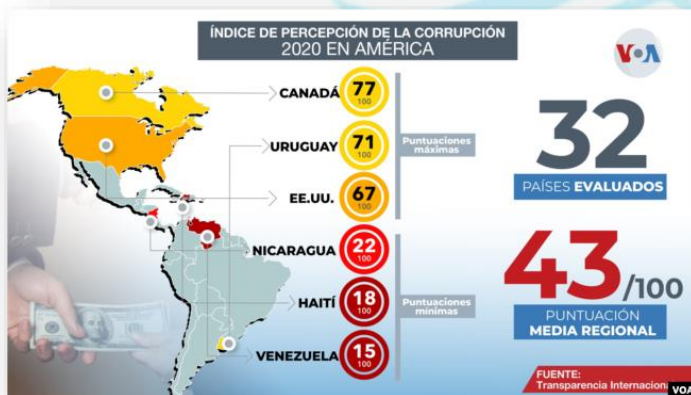 ÍNDICE DE PERCEPCIÓN DE LA CORRUPCIÓN
2020 EN AMÉRICA
VOA
CANADÁ 77
100
URUGUAY 71
100
EE.UU. 67
100
Puntuaciones
máximas
NICARAGUA 22
100
HAITÍ 18
100
VENEZUELA 15
100
Puntuaciones
mínimas
32
PAÍSES EVALUADOS
43/100
PUNTUACIÓN
MEDIA REGIONAL
FUENTE:
Transparencia Internaciona
VOA